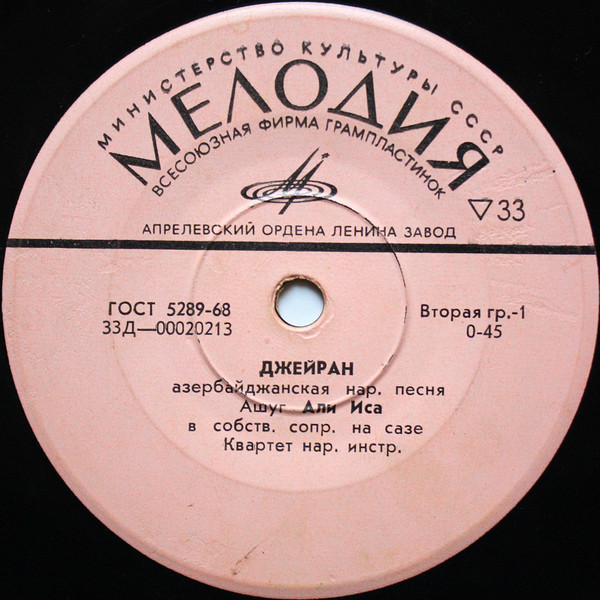 МИНИСТЕРСТВО КУЛЬТУРЫ СССР
МЕЛОДИЯ
ВСЕСОЮЗНАЯ ФИРМА ГРАМПЛАСТИНОК
▽33
АПРЕЛЕВСКИЙ ОРДЕНА ЛЕНИНА ЗАВОД
ГОСТ 5289-68
33Д—00020213
Вторая гр.-1
0-45
ДЖЕЙРАН
азербайджанская нар. песня
Ашуг Али Иса
в собств. сопр. на сазе
Квартет нар. инстр.